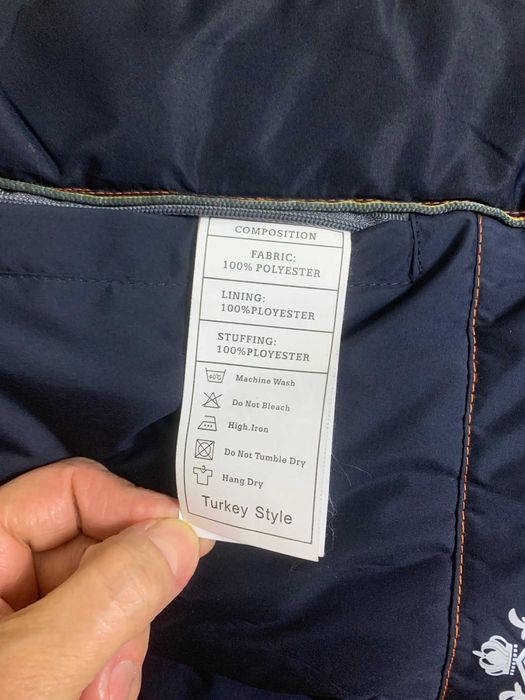 COMPOSITION
FABRIC:
100% POLYESTER
LINING:
100%PLOYESTER
STUFFING:
100%PLOYESTER
40°C Machine Wash
Do Not Bleach
High.Iron
Do Not Tumble Dry
Hang Dry
Turkey Style